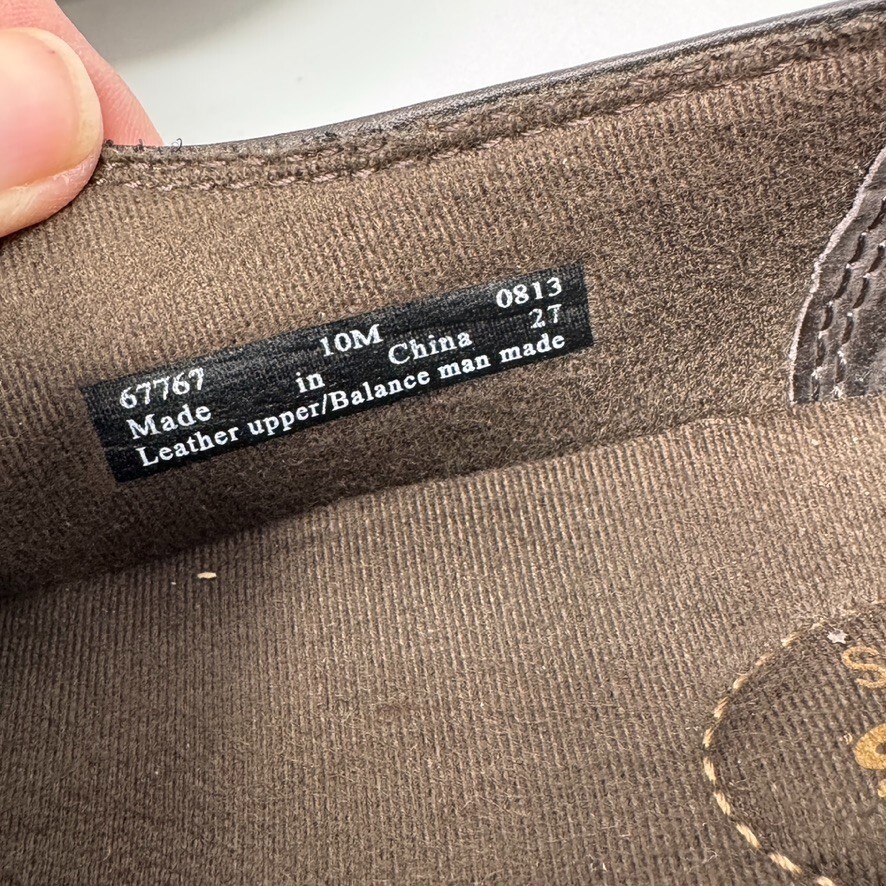 67767 10M 0813
Made in China 27
Leather upper/Balance man made
S